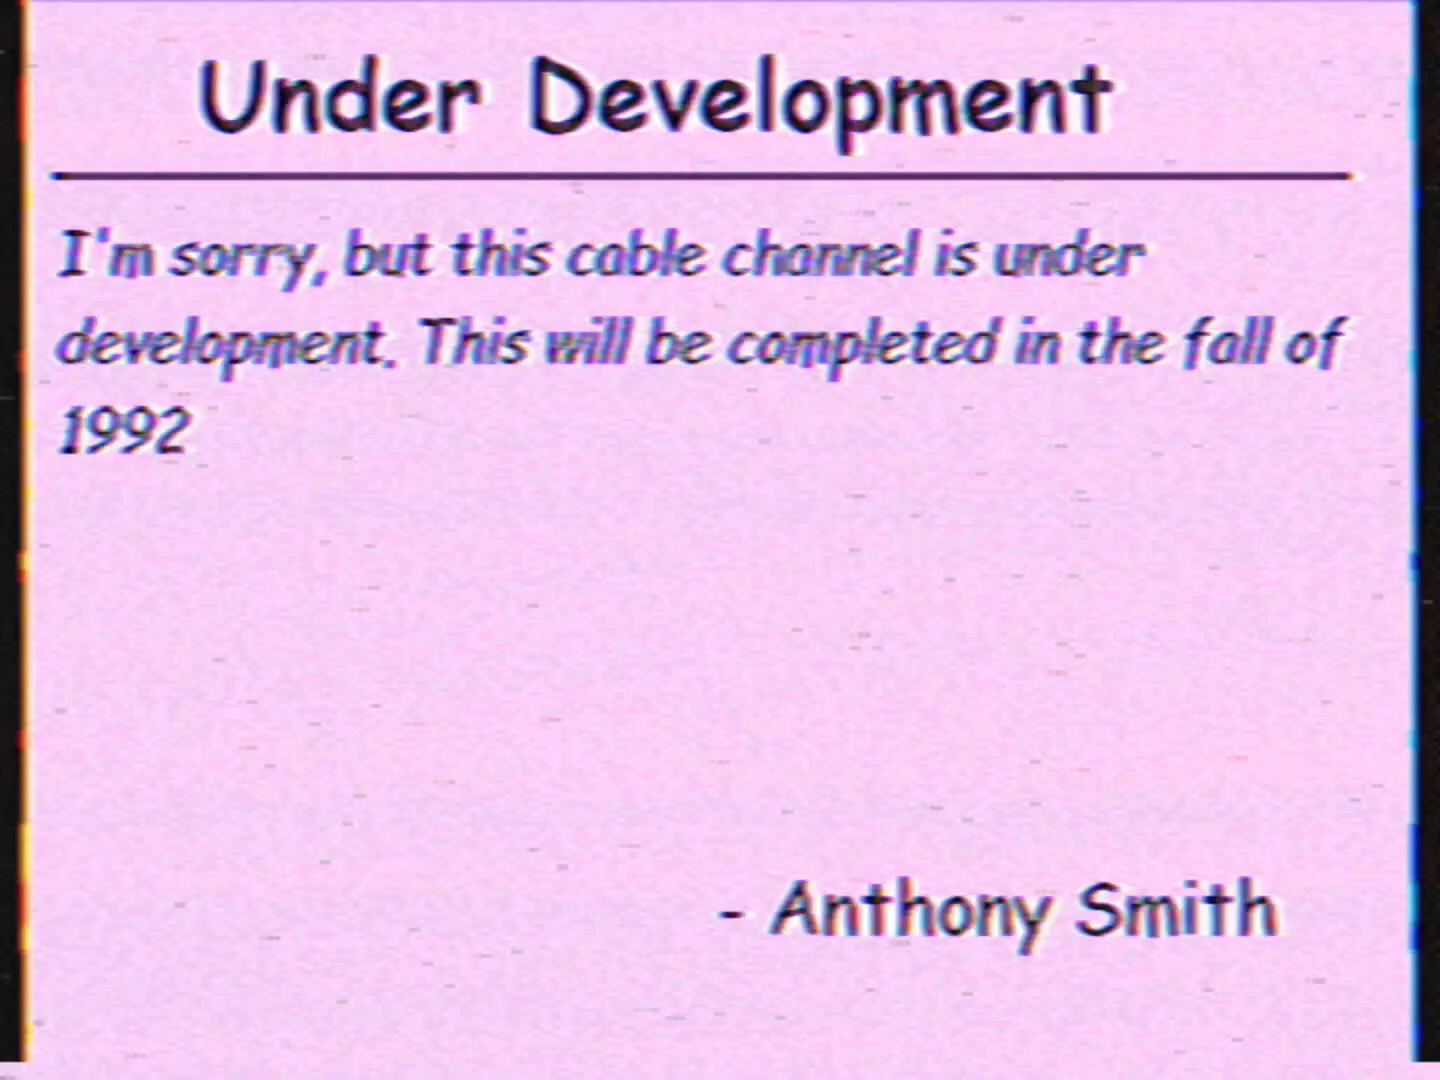 Under Development
I'm sorry, but this cable channel is under
development. This will be completed in the fall of
1992
- Anthony Smith